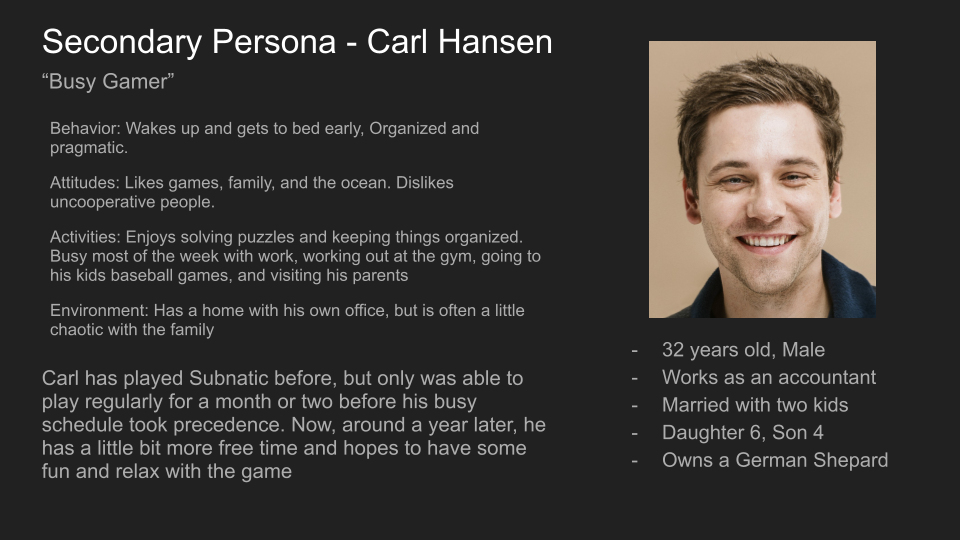 Secondary Persona - Carl Hansen
“Busy Gamer”
Behavior: Wakes up and gets to bed early, Organized and
pragmatic.
Attitudes: Likes games, family, and the ocean. Dislikes
uncooperative people.
Activities: Enjoys solving puzzles and keeping things organized.
Busy most of the week with work, working out at the gym, going to
his kids baseball games, and visiting his parents
Environment: Has a home with his own office, but is often a little
chaotic with the family
Carl has played Subnatic before, but only was able to
play regularly for a month or two before his busy
schedule took precedence. Now, around a year later, he
has a little bit more free time and hopes to have some
fun and relax with the game
- 32 years old, Male
- Works as an accountant
- Married with two kids
- Daughter 6, Son 4
- Owns a German Shepard